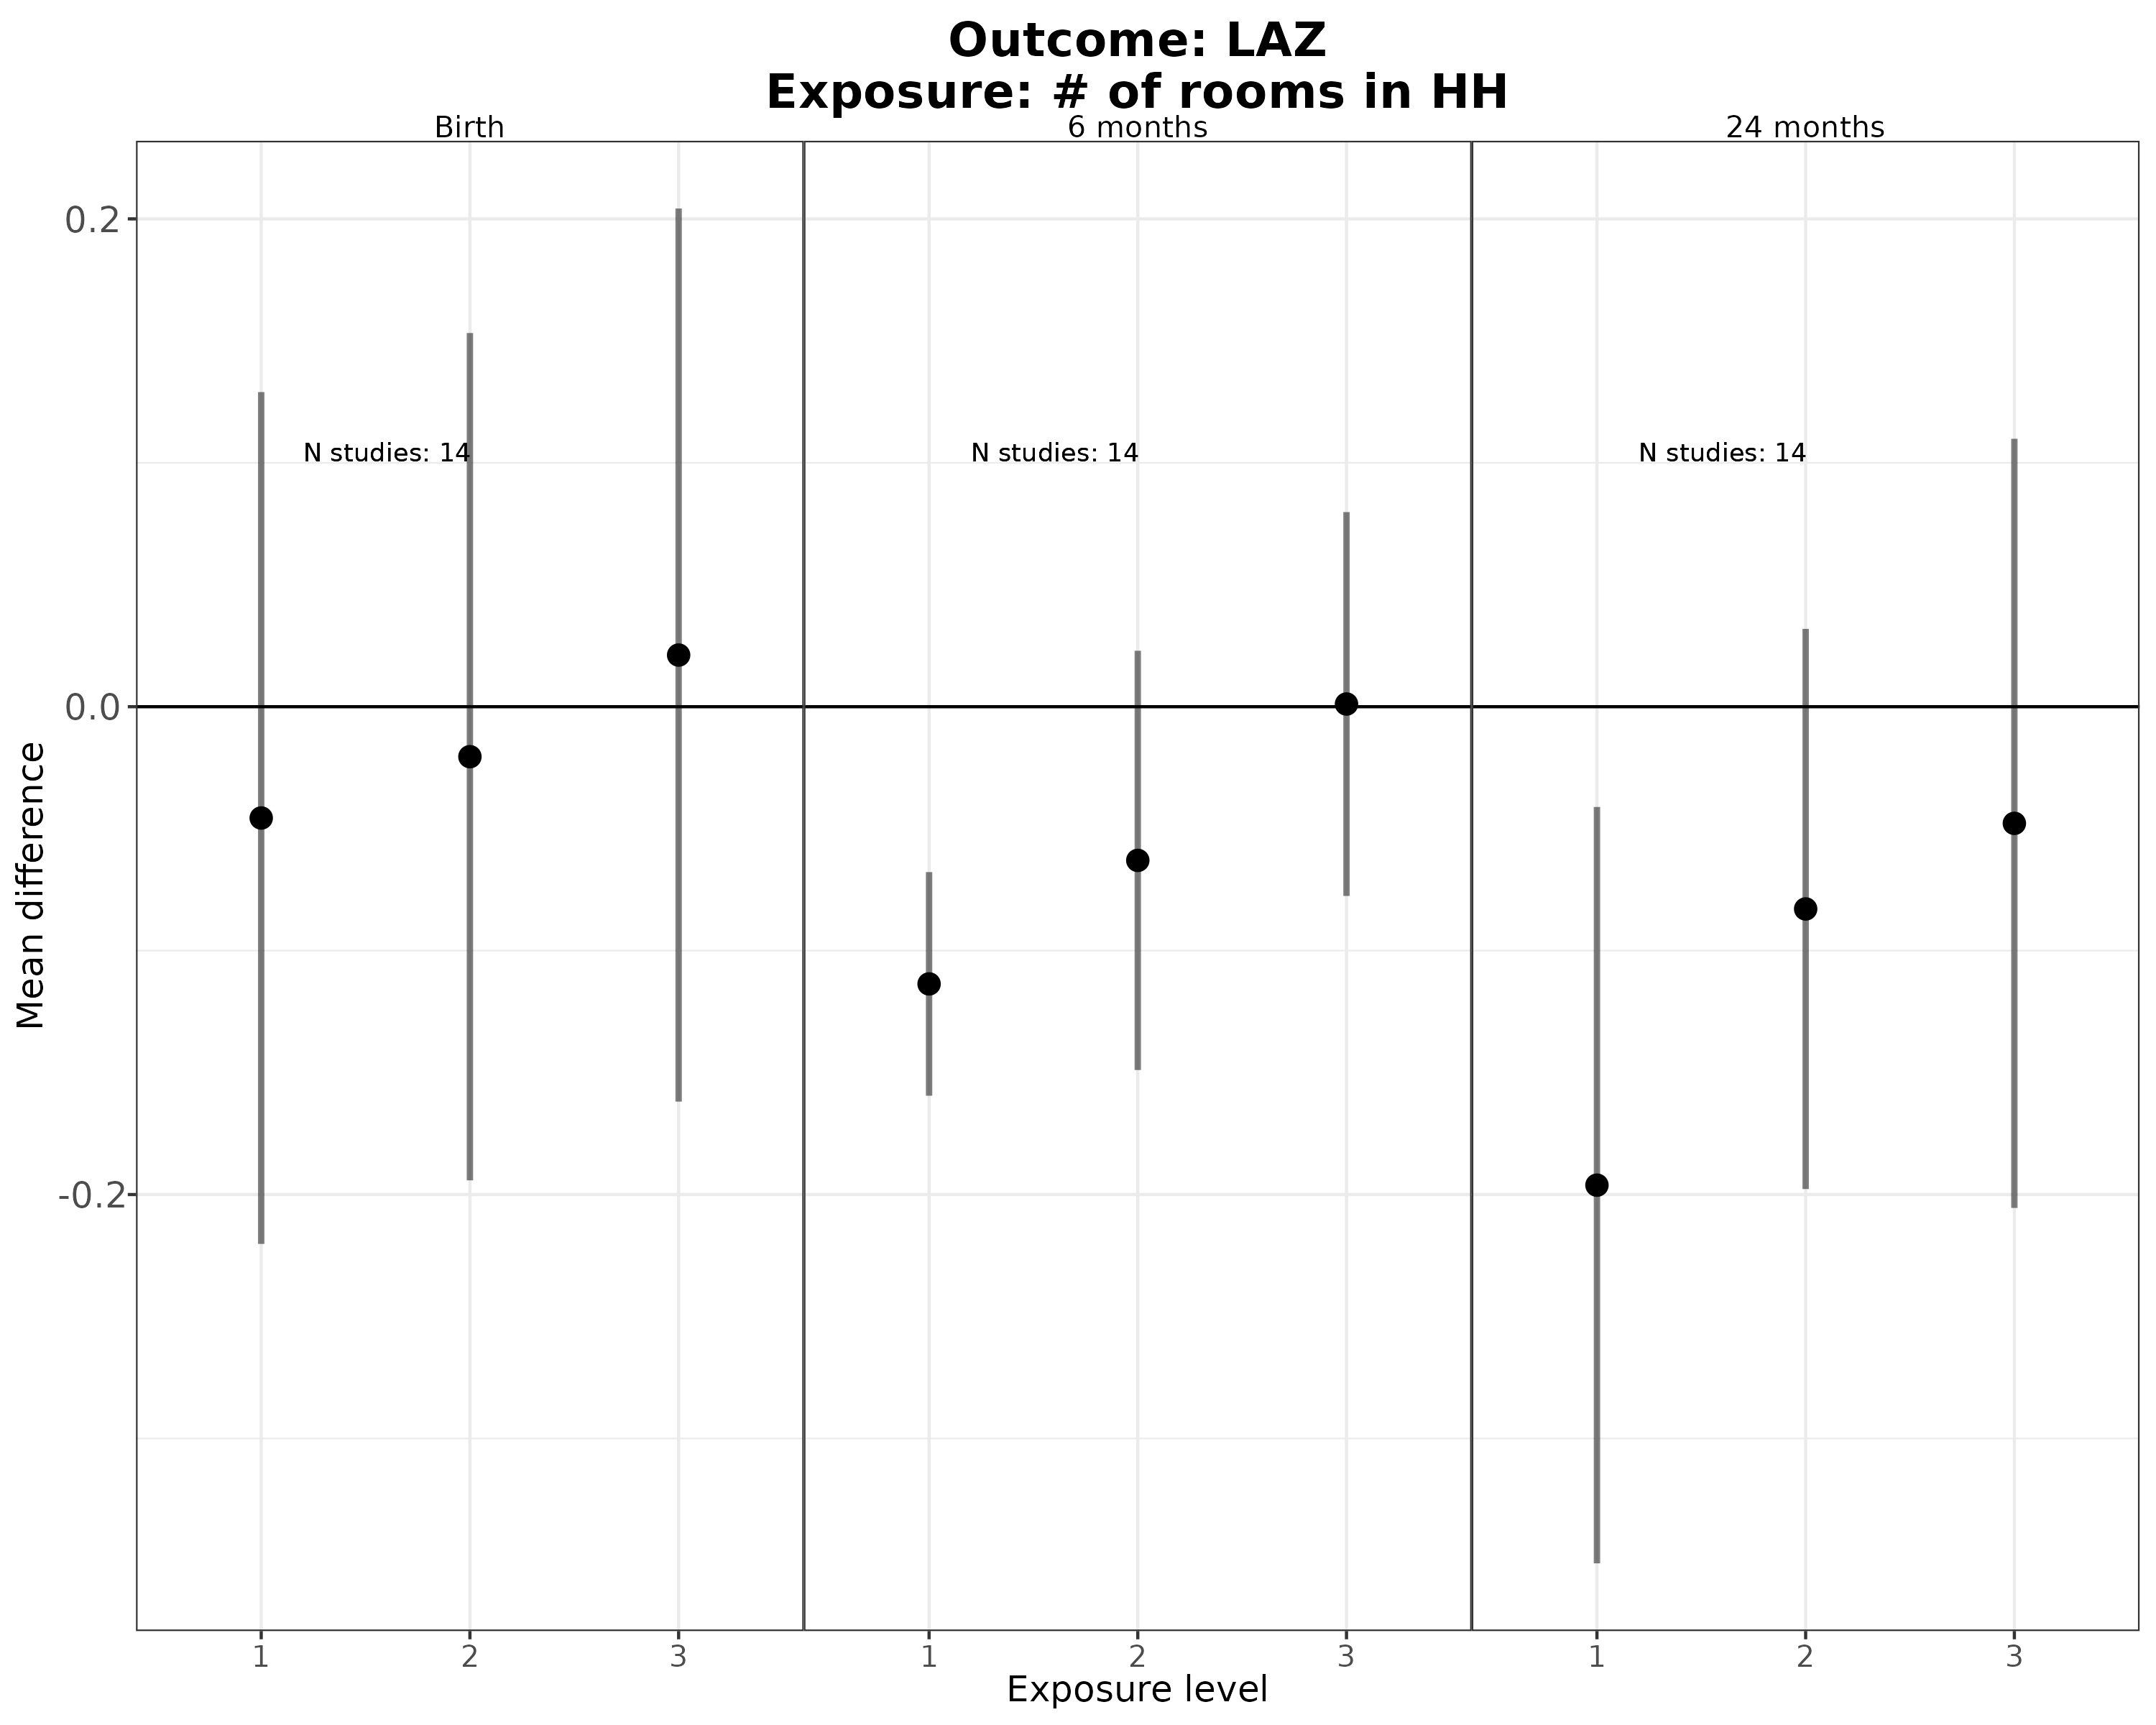 Outcome: LAZ
Exposure: # of rooms in HH
Birth
6 months
24 months
0.2
0.0
-0.2
Mean difference
N studies: 14
N studies: 14
N studies: 14
1
2
3
1
2
3
1
2
3
Exposure level